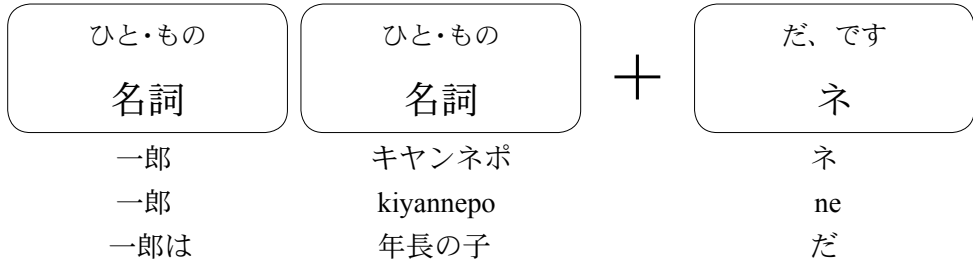 ひと・もの ひと・もの だ、です
名詞 名詞 + ネ
一郎 キヤンネポ ネ
一郎 kiyannepo ne
一郎は 年長の子 だ